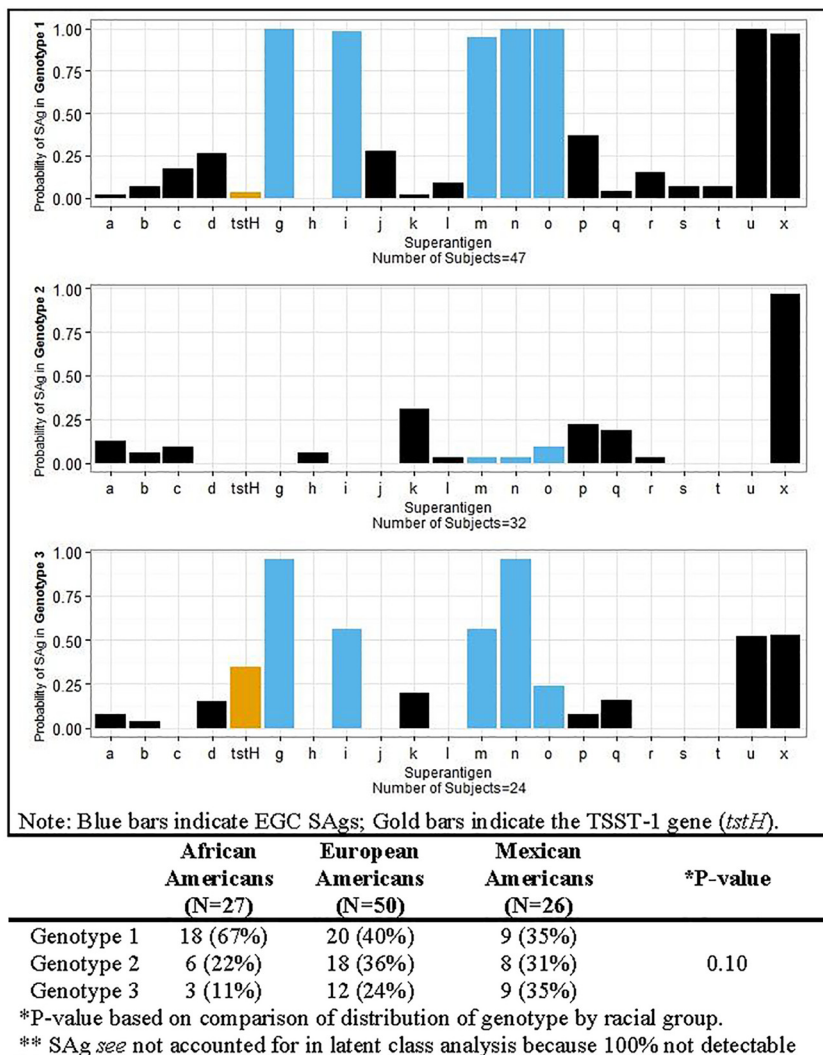 Probability of SAg in Genotype 1
1.00
0.75
0.50
0.25
0.00
a b c d tstH g h i j k l m n o p q r s t u x
Superantigen
Number of Subjects=47
Probability of SAg in Genotype 2
1.00
0.75
0.50
0.25
0.00
a b c d tstH g h i j k l m n o p q r s t u x
Superantigen
Number of Subjects=32
Probability of SAg in Genotype 3
1.00
0.75
0.50
0.25
0.00
a b c d tstH g h i j k l m n o p q r s t u x
Superantigen
Number of Subjects=24
Note: Blue bars indicate EGC SAgs; Gold bars indicate the TSST-1 gene (tstH).
African European Mexican
Americans Americans Americans *P-value
(N=27) (N=50) (N=26)
Genotype 1 18 (67%) 20 (40%) 9 (35%)
Genotype 2 6 (22%) 18 (36%) 8 (31%) 0.10
Genotype 3 3 (11%) 12 (24%) 9 (35%)
*P-value based on comparison of distribution of genotype by racial group.
** SAg see not accounted for in latent class analysis because 100% not detectable